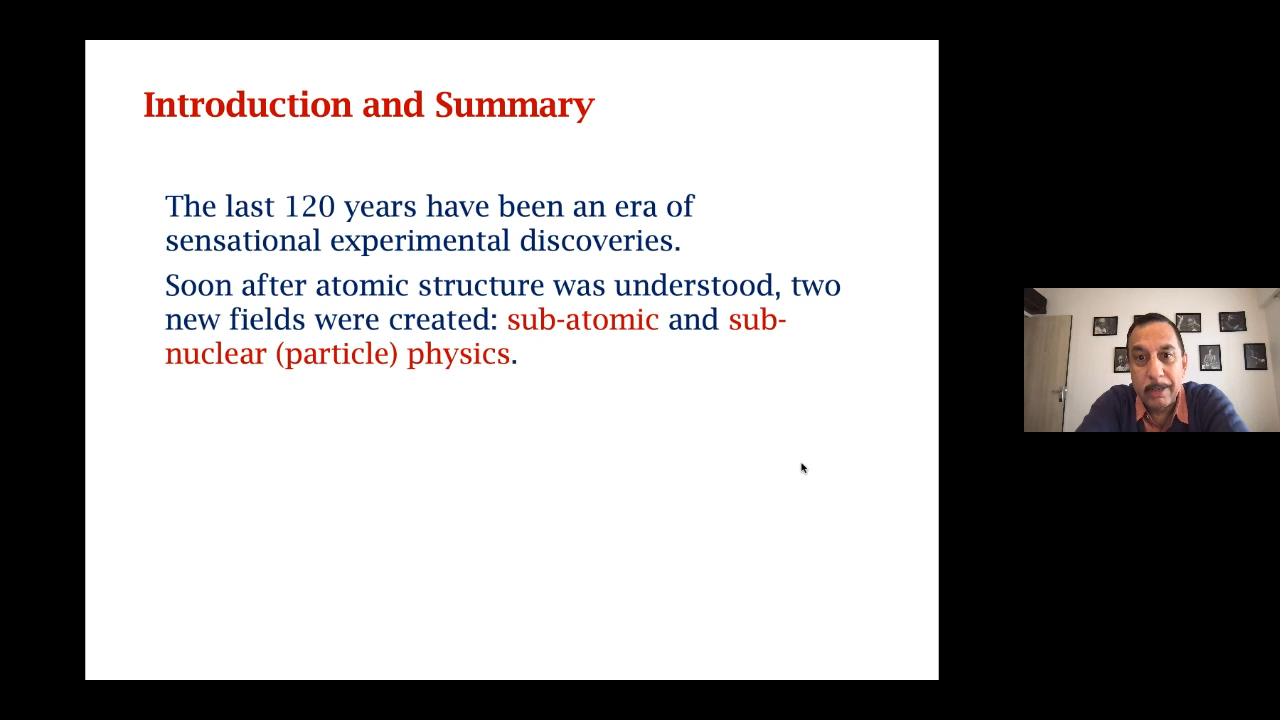 Introduction and Summary
The last 120 years have been an era of
sensational experimental discoveries.
Soon after atomic structure was understood, two
new fields were created: sub-atomic and sub-
nuclear (particle) physics.